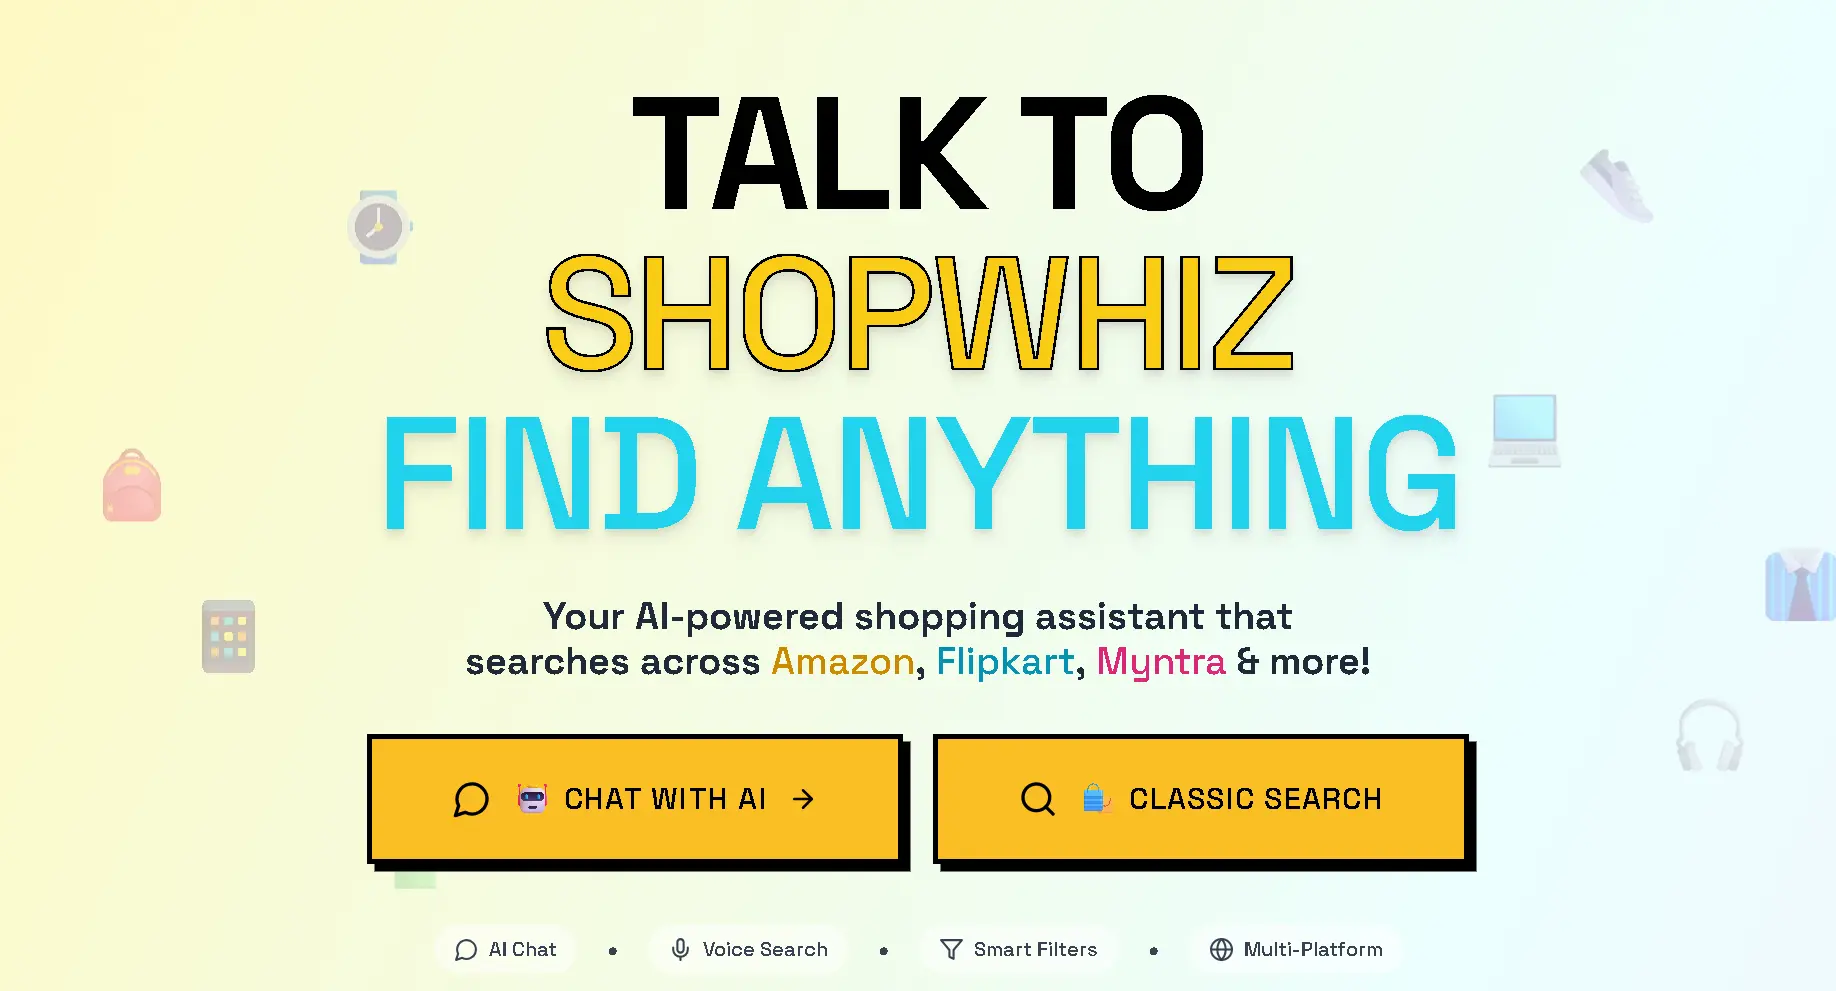 TALK TO
SHOPWHIZ
FIND ANYTHING
Your AI-powered shopping assistant that
searches across Amazon, Flipkart, Myntra & more!
CHAT WITH AI →
CLASSIC SEARCH
AI Chat • Voice Search • Smart Filters • Multi-Platform